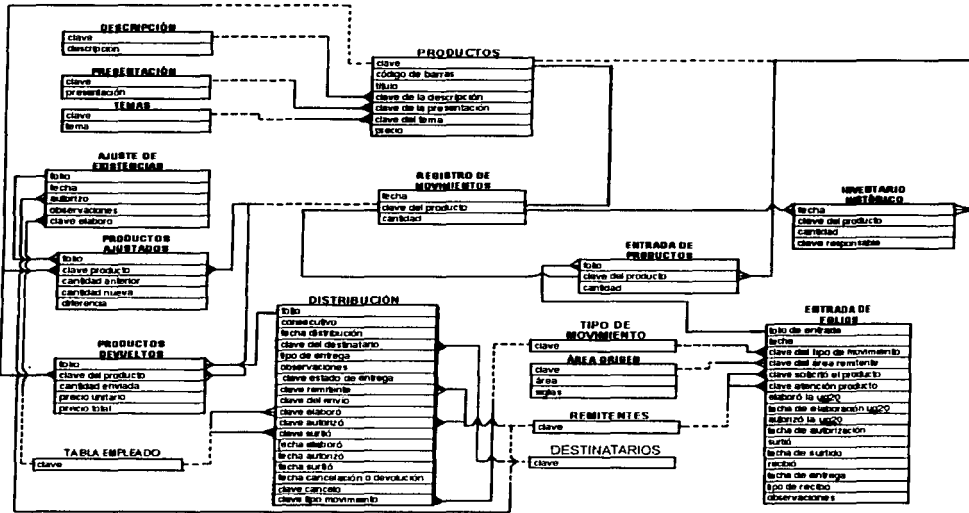 DESCRIPCIÓN
clave
descripción
PRESENTACIÓN
clave
presentación
TEMAS
clave
tema
PRODUCTOS
clave
código de barras
título
clave de la descripción
clave de la presentación
clave del tema
precio
AJUSTE DE
EXISTENCIAS
folio
fecha
autorizo
observaciones
clave elaboro
REGISTRO DE
MOVIMIENTOS
fecha
clave del producto
cantidad
INVENTARIO
HISTÓRICO
fecha
clave del producto
cantidad
clave responsable
PRODUCTOS
AJUSTADOS
folio
clave producto
cantidad anterior
cantidad nueva
diferencia
ENTRADA DE
PRODUCTOS
folio
clave del producto
cantidad
DISTRIBUCIÓN
folio
consecutivo
fecha distribución
clave del destinatario
tipo de entrega
observaciones
clave estado de entrega
clave remitente
clave del envio
clave elaboró
clave autorizó
clave surtió
fecha elaboró
fecha autorizó
fecha surtió
fecha cancelación o devolución
clave cancelo
clave tipo movimiento
PRODUCTOS
DEVUELTOS
folio
clave del producto
cantidad enviada
precio unitario
precio total
TABLA EMPLEADO
clave
TIPO DE
MOVIMIENTO
clave
ÁREA ORIGEN
clave
área
siglas
REMITENTES
clave
DESTINATARIOS
clave
ENTRADA DE
FOLIOS
folio de entrada
fecha
clave del tipo de movimiento
clave del área remitente
clave solicitó el producto
clave atención producto
elaboró la ug20
fecha de elaboración ug20
autorizó la ug20
fecha de autorización
surtió
fecha de surtido
recibió
fecha de entrega
tipo de recibó
observaciones